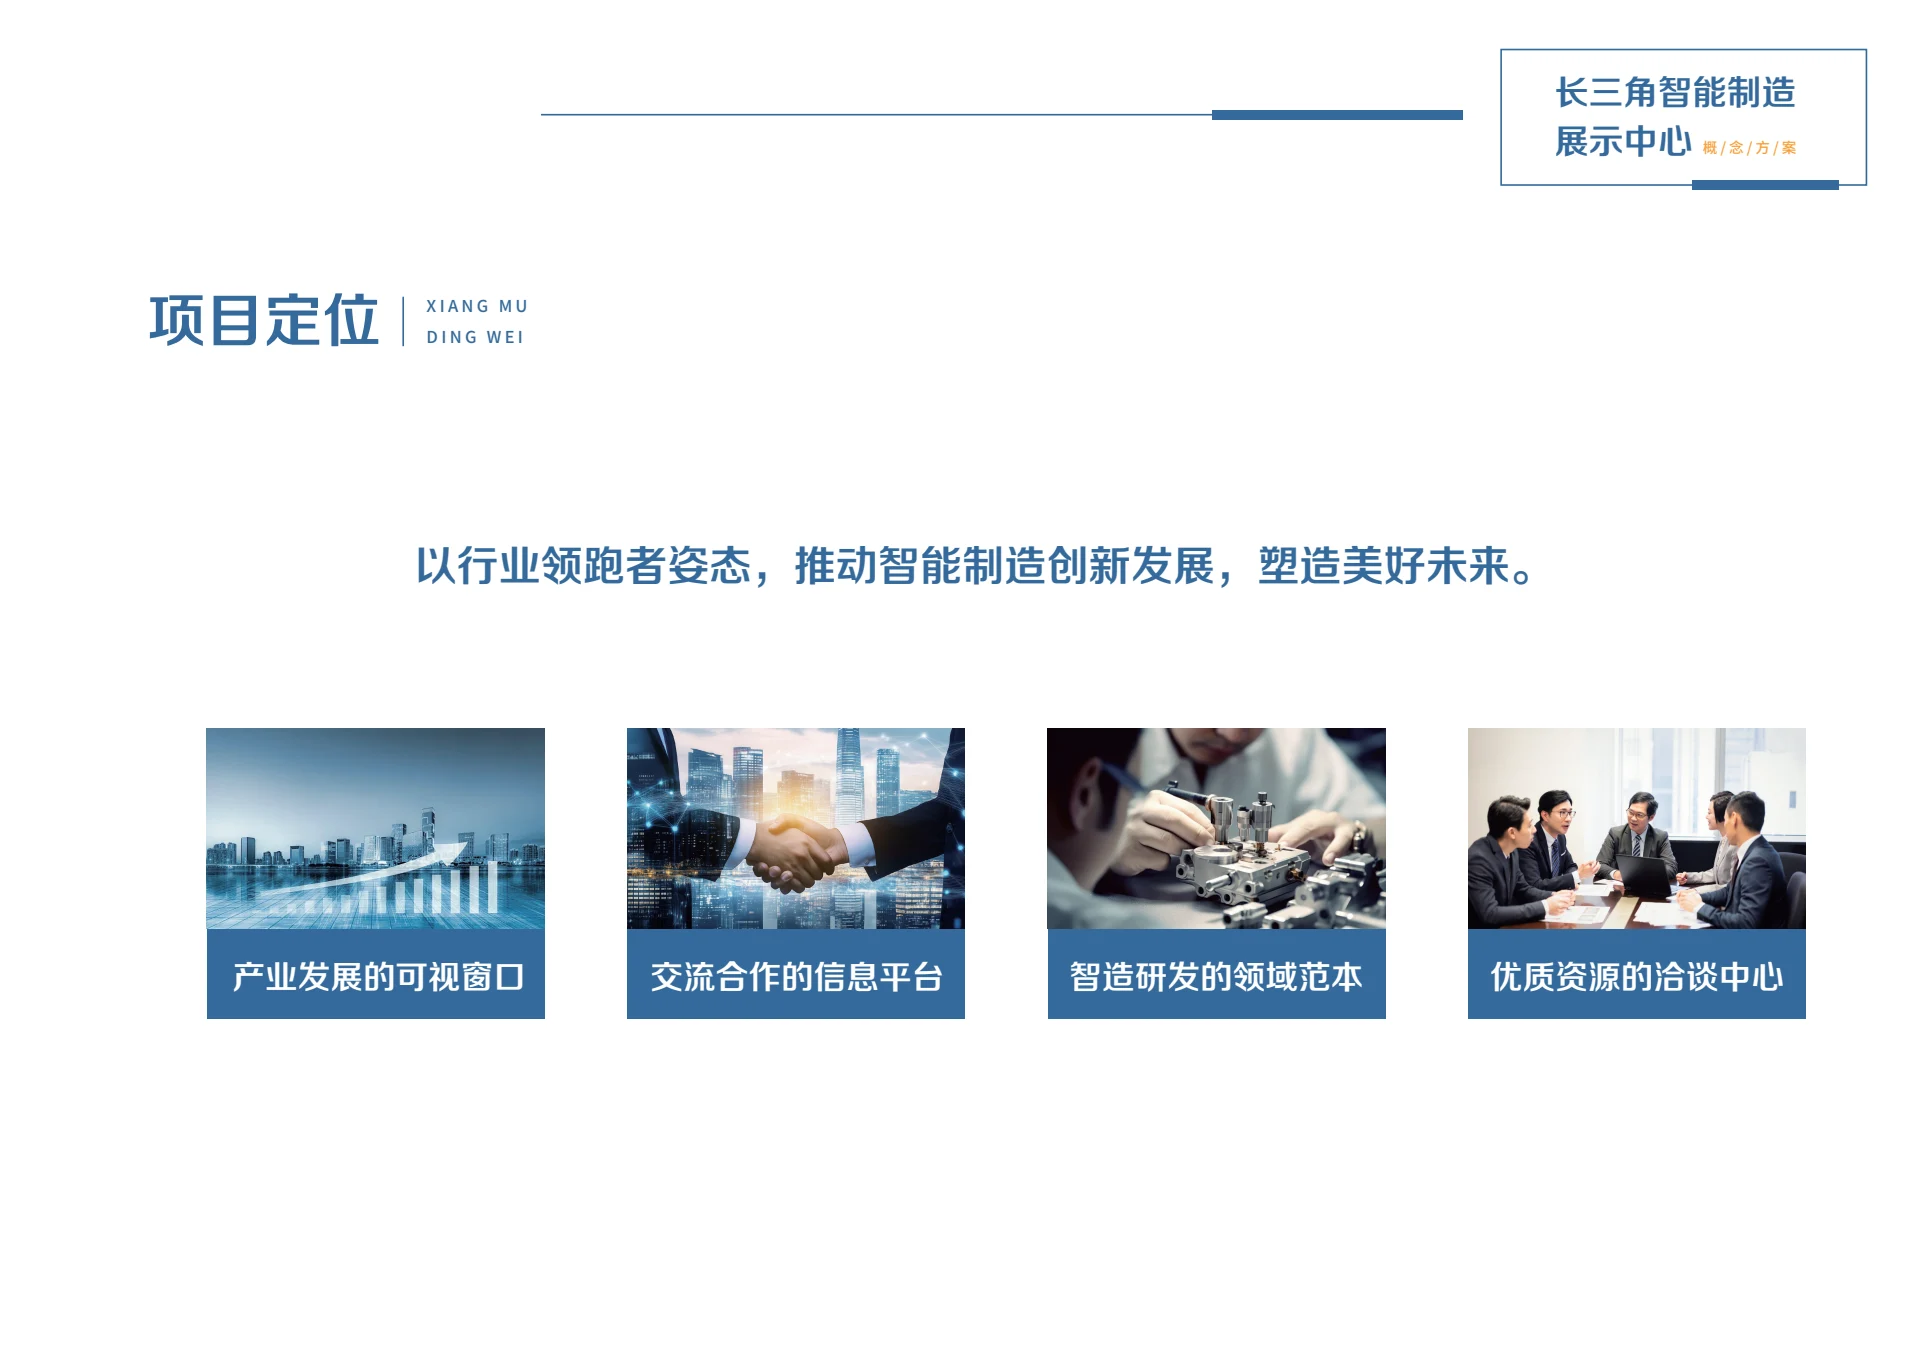 长三角智能制造
展示中心 概/念/方/案
项目定位
XIANG MU
DING WEI
以行业领跑者姿态，推动智能制造创新发展，塑造美好未来。
产业发展的可视窗口
交流合作的信息平台
智造研发的领域范本
优质资源的洽谈中心